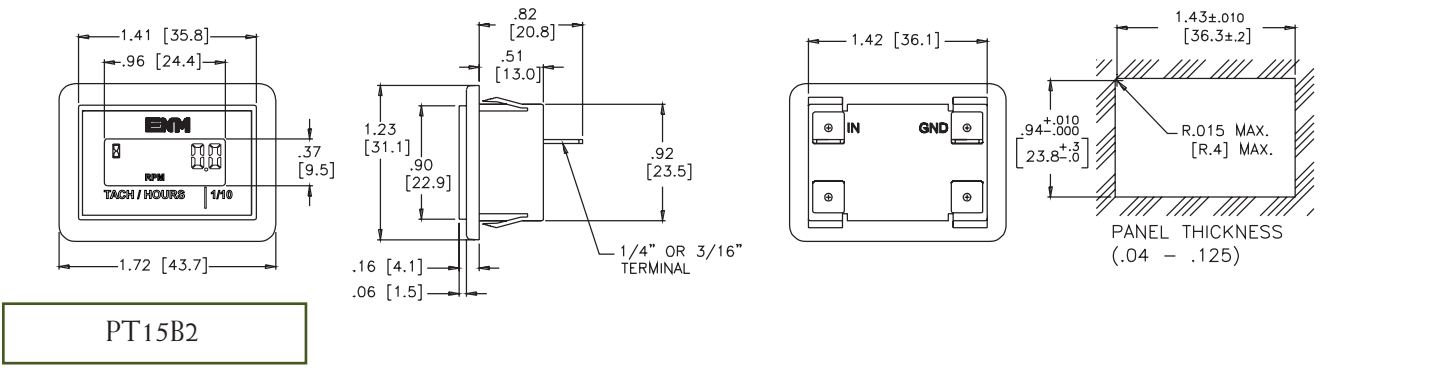 1.41 [35.8]
.96 [24.4]
ENM
8 0.0
RPM
TACH / HOURS 1/10
.37
[9.5]
1.72 [43.7]
.82
[20.8]
.51
[13.0]
1.23
[31.1]
.90
[22.9]
.92
[23.5]
1/4” OR 3/16”
TERMINAL
.16 [4.1]
.06 [1.5]
1.42 [36.1]
IN GND
1.43±.010
[36.3±.2]
.94+.010-.000
[23.8+.3-.0]
R.015 MAX.
[R.4] MAX.
PANEL THICKNESS
(.04 – .125)
PT15B2